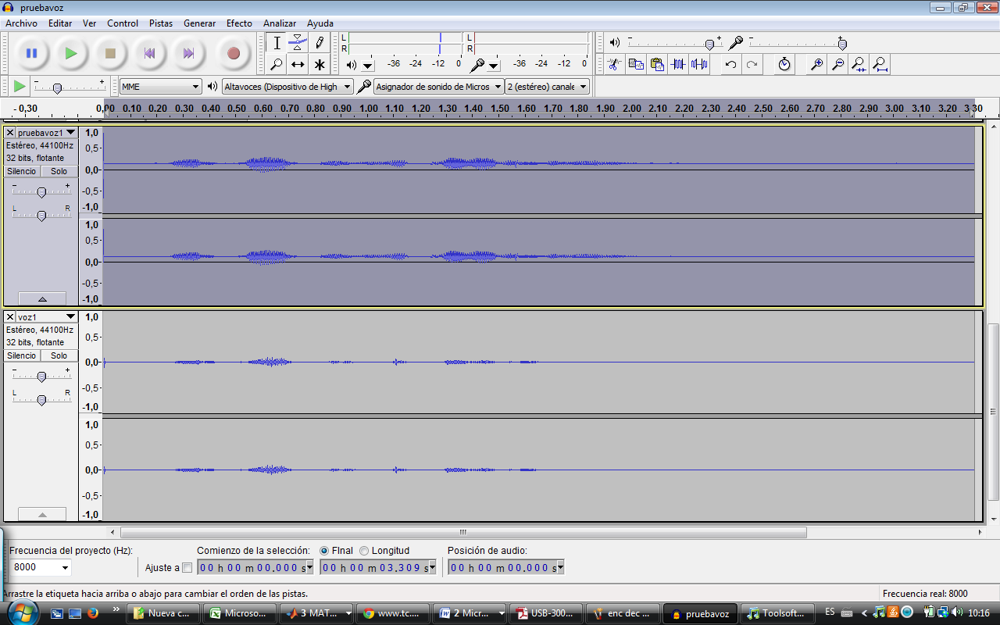 pruebavoz
Archivo Editar Ver Control Pistas Generar Efecto Analizar Ayuda
L
R
-36 -24 -12 0
L
R
-36 -24 -12 0
MME
Altavoces (Dispositivo de High
Asignador de sonido de Micros
2 (estéreo) canale
- 0,30 0,00 0.10 0.20 0.30 0.40 0.50 0.60 0.70 0.80 0.90 1.00 1.10 1.20 1.30 1.40 1.50 1.60 1.70 1.80 1.90 2.00 2.10 2.20 2.30 2.40 2.50 2.60 2.70 2.80 2.90 3.00 3.10 3.20 3,30
pruebavoz1
Estéreo, 44100Hz
32 bits, flotante
Silencio Solo
- +
L R
1,0
0,5-
0,0-
-0,5-
-1,0
1,0
0,5-
0,0-
-0,5-
-1,0
voz1
Estéreo, 44100Hz
32 bits, flotante
Silencio Solo
- +
L R
1,0
0,5-
0,0-
-0,5-
-1,0
1,0
0,5-
0,0-
-0,5-
-1,0
Frecuencia del proyecto (Hz):
8000
Ajuste a
Comienzo de la selección:
00 h 00 m 00.000 s
FInal Longitud
00 h 00 m 03.309 s
Posición de audio:
00 h 00 m 00.000 s
Arrastre la etiqueta hacia arriba o abajo para cambiar el orden de las pistas.
Frecuencia real: 8000
Nueva c...
Microso...
3 MAT...
www.tc....
2 Micr...
USB-300...
enc dec ...
pruebavoz
Toolsoft...
ES
10:16